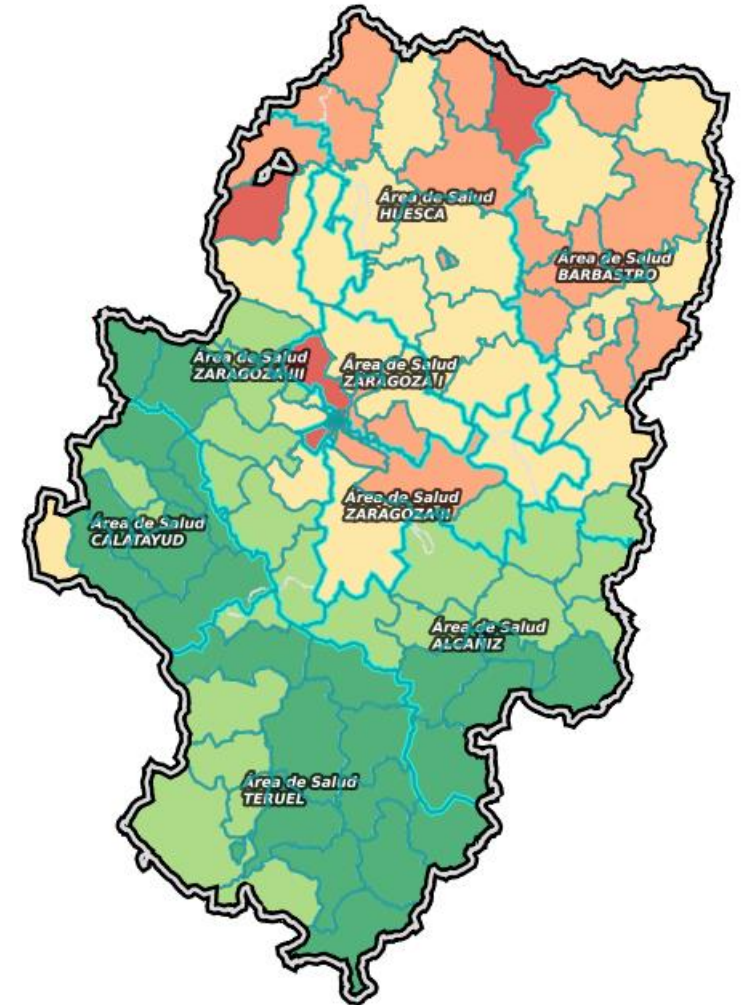 Área de Salud
HUESCA
Área de Salud
BARBASTRO
Área de Salud
ZARAGOZA III
Área de Salud
ZARAGOZA I
Área de Salud
ZARAGOZA II
Área de Salud
CALATAYUD
Área de Salud
ALCAÑIZ
Área de Salud
TERUEL